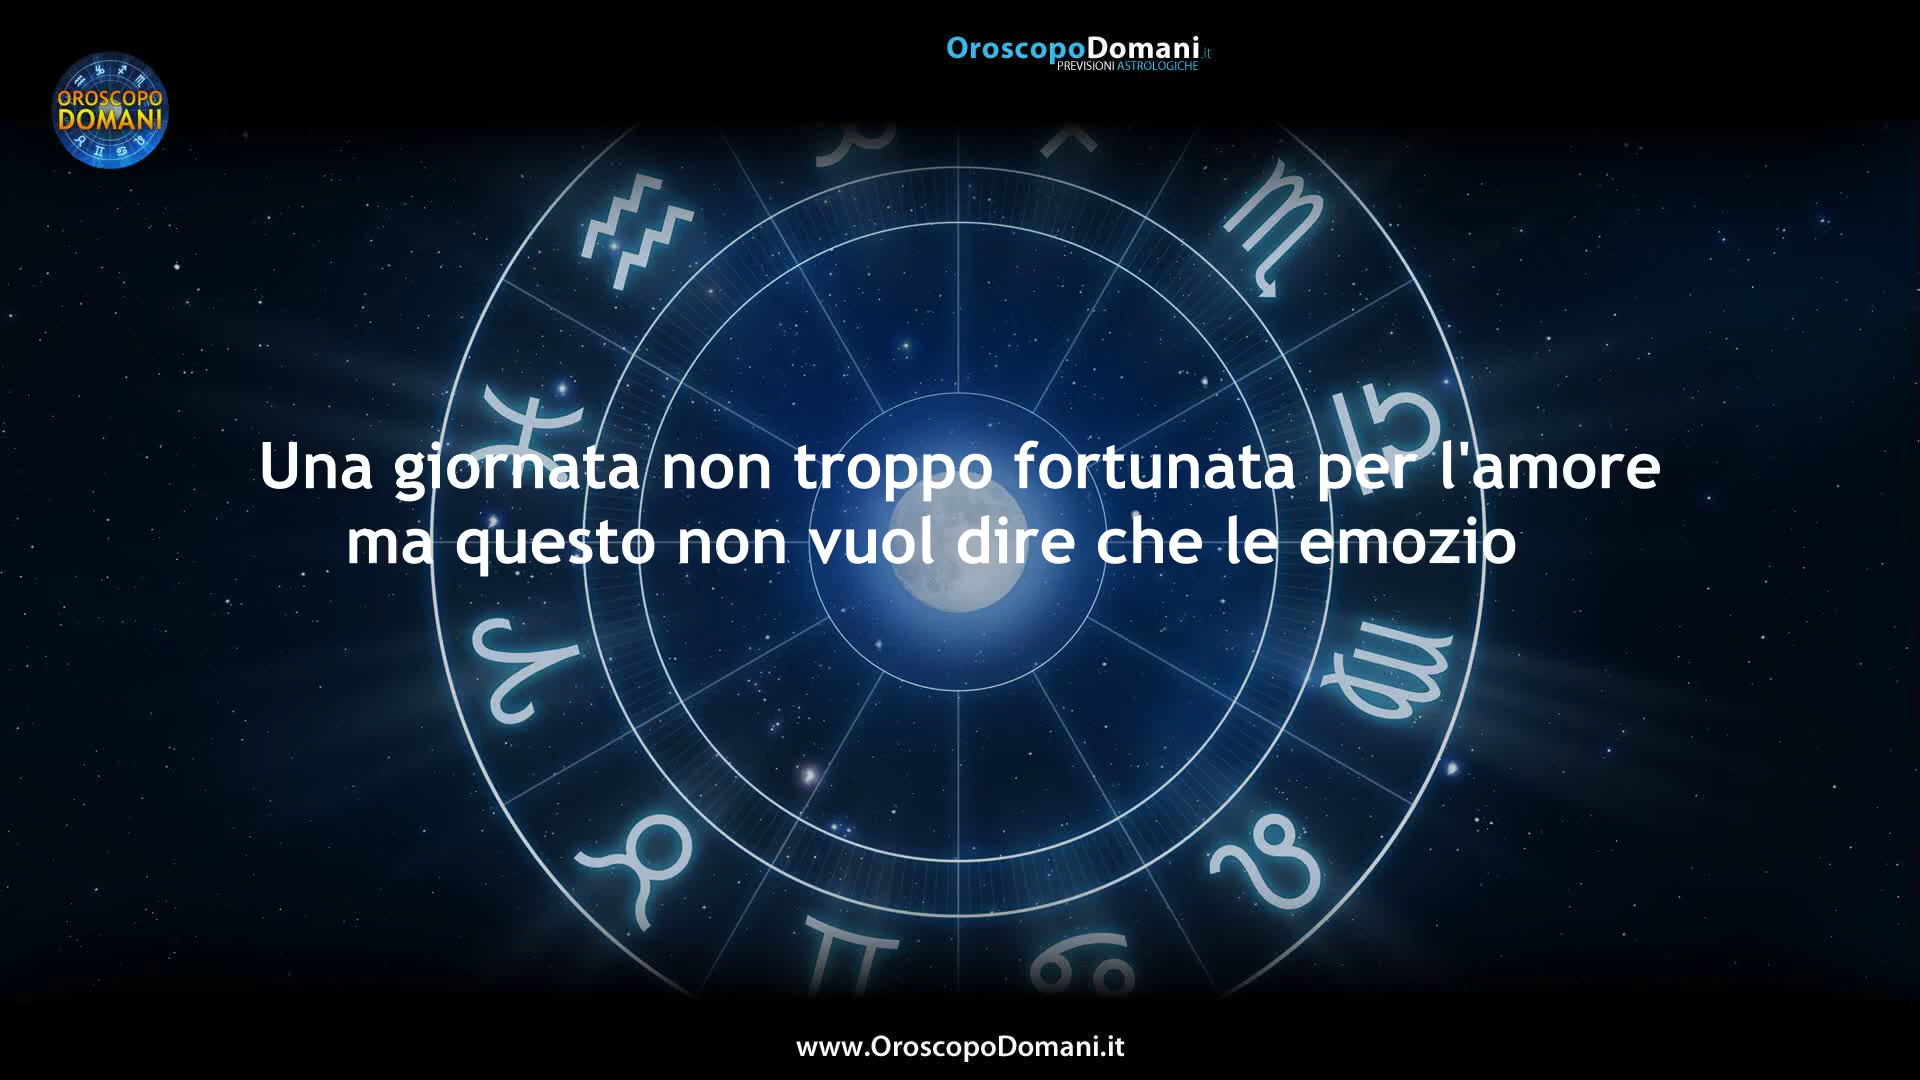 OroscopoDomani.it
PREVISIONI ASTROLOGICHE
OROSCOPO
DOMANI
Una giornata non troppo fortunata per l'amore
ma questo non vuol dire che le emozio
www.OroscopoDomani.it